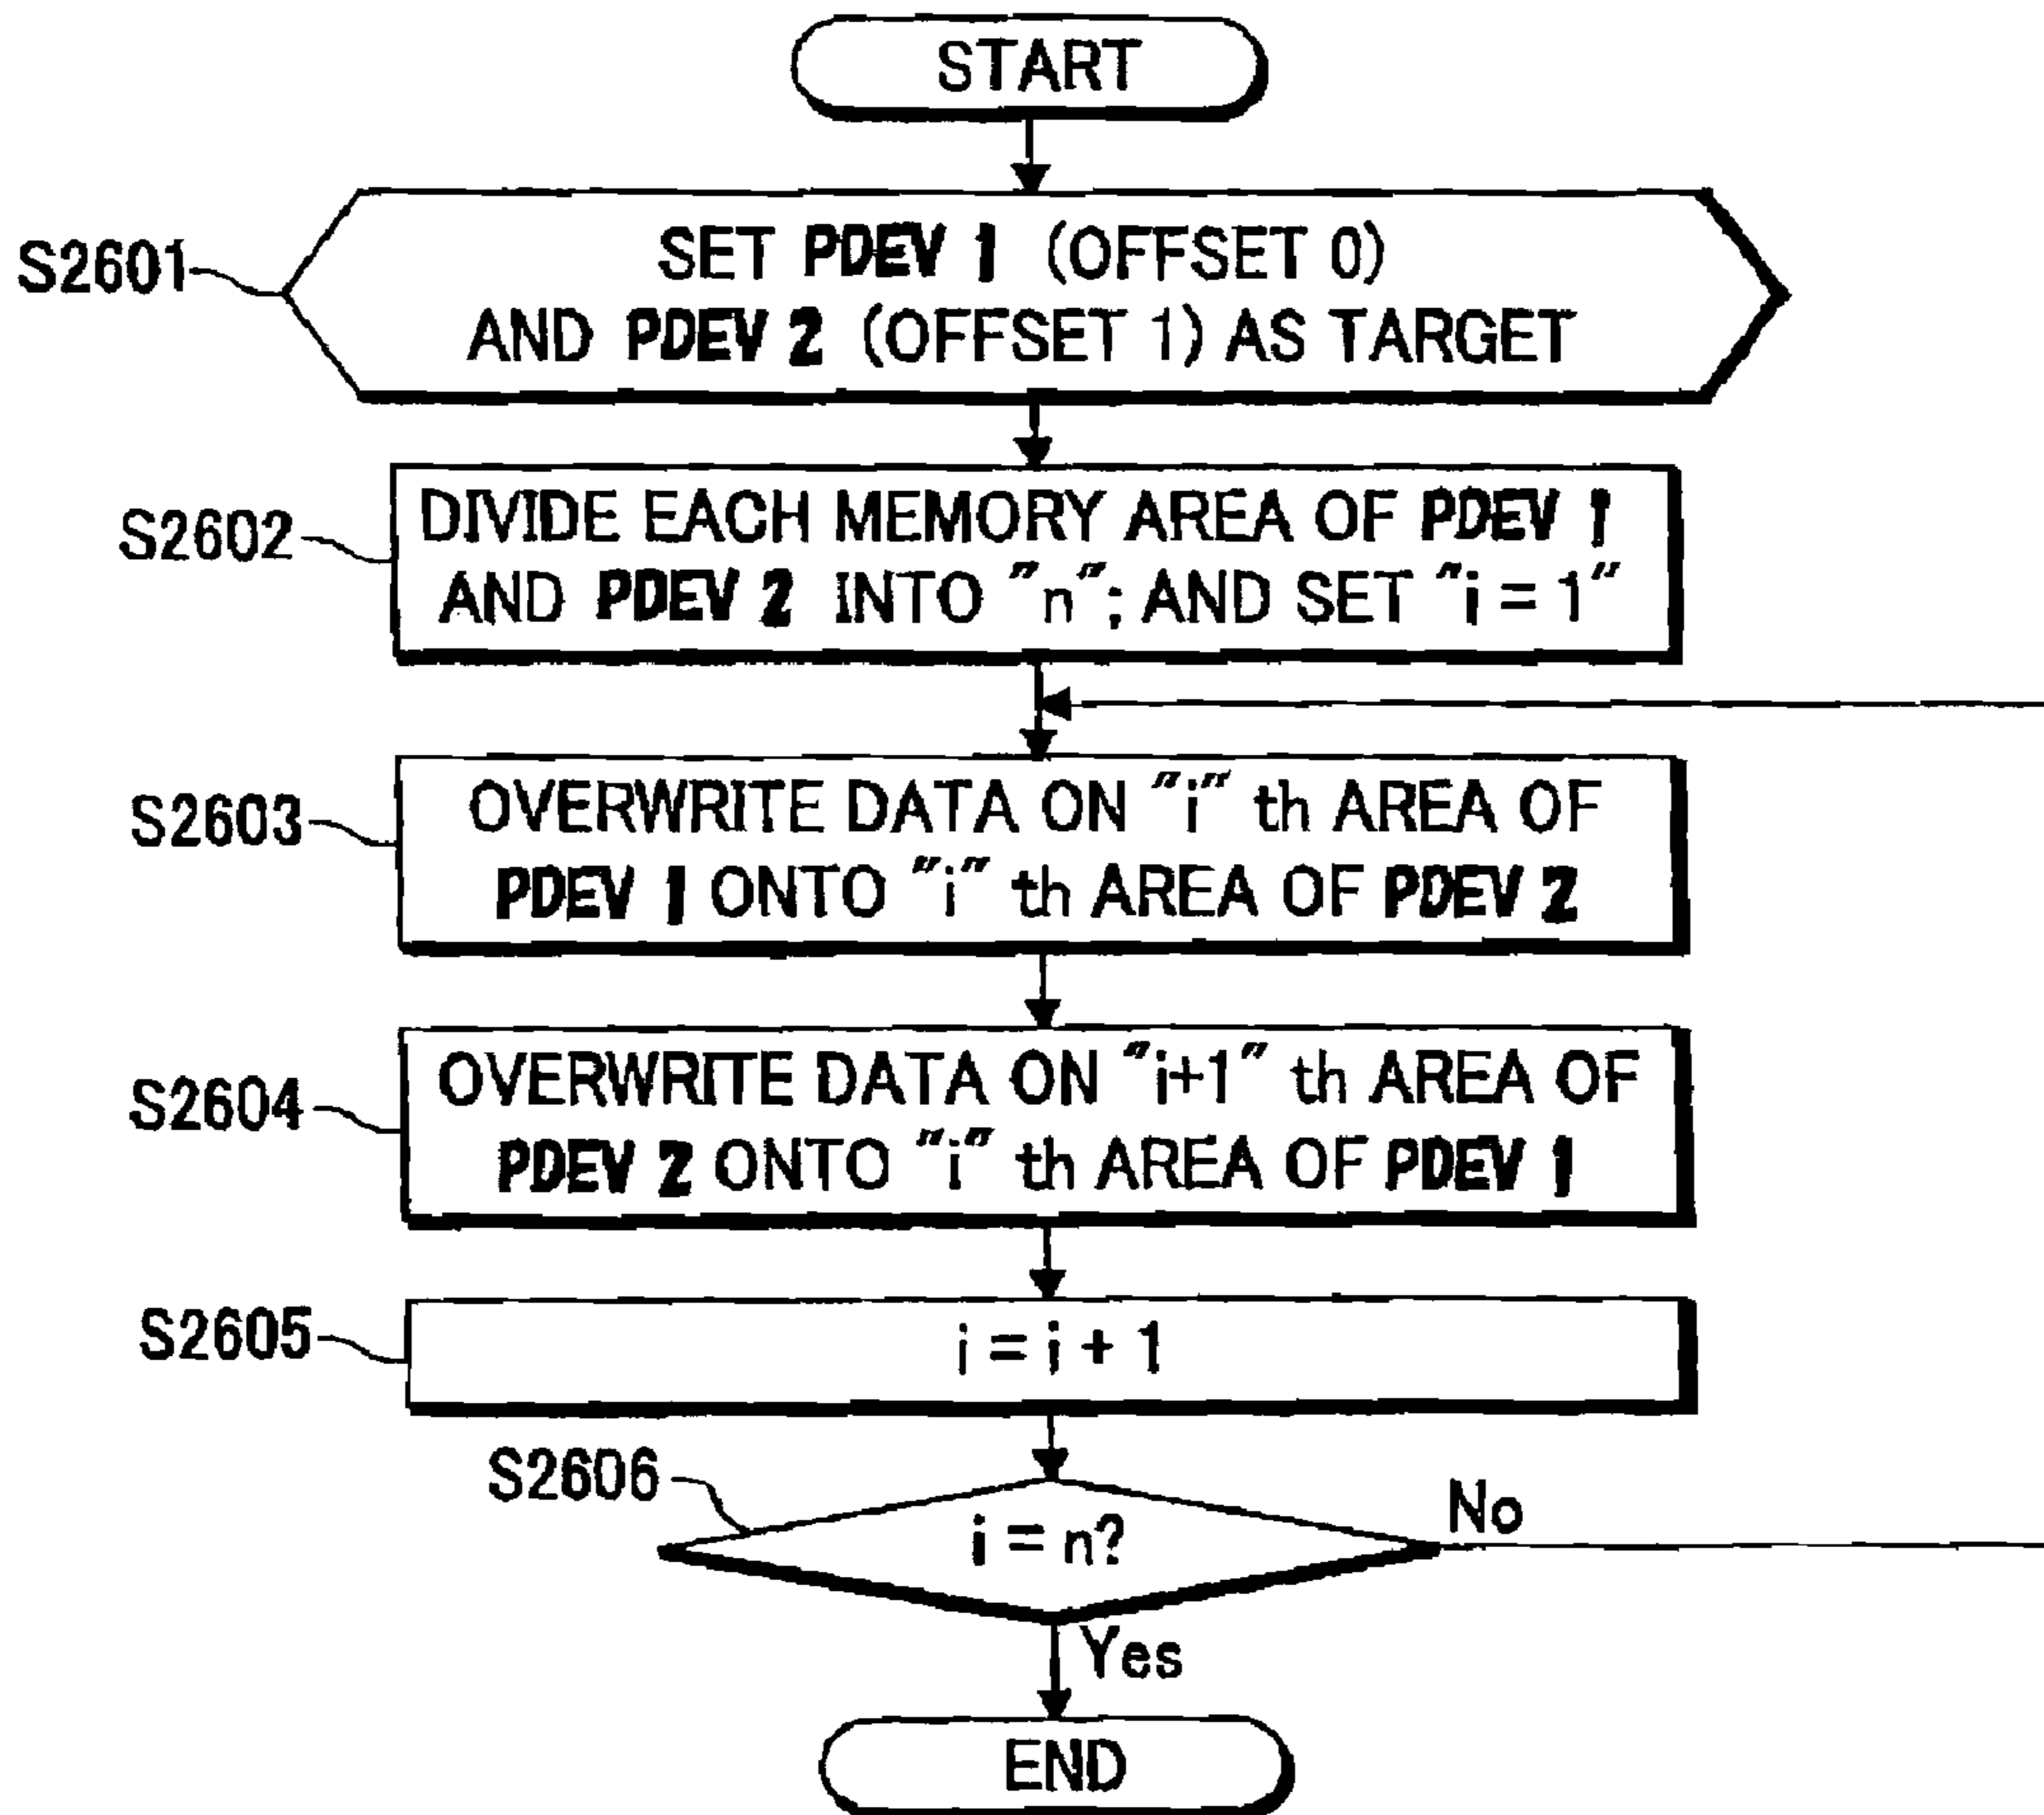 START
S2601
SET PDEV 1 (OFFSET 0)
AND PDEV 2 (OFFSET 1) AS TARGET
S2602
DIVIDE EACH MEMORY AREA OF PDEV 1
AND PDEV 2 INTO "n"; AND SET "i = 1"
S2603
OVERWRITE DATA ON "i" th AREA OF
PDEV 1 ONTO "i" th AREA OF PDEV 2
S2604
OVERWRITE DATA ON "i+1" th AREA OF
PDEV 2 ONTO "i" th AREA OF PDEV 1
S2605
i = i + 1
S2606
i = n?
No
Yes
END